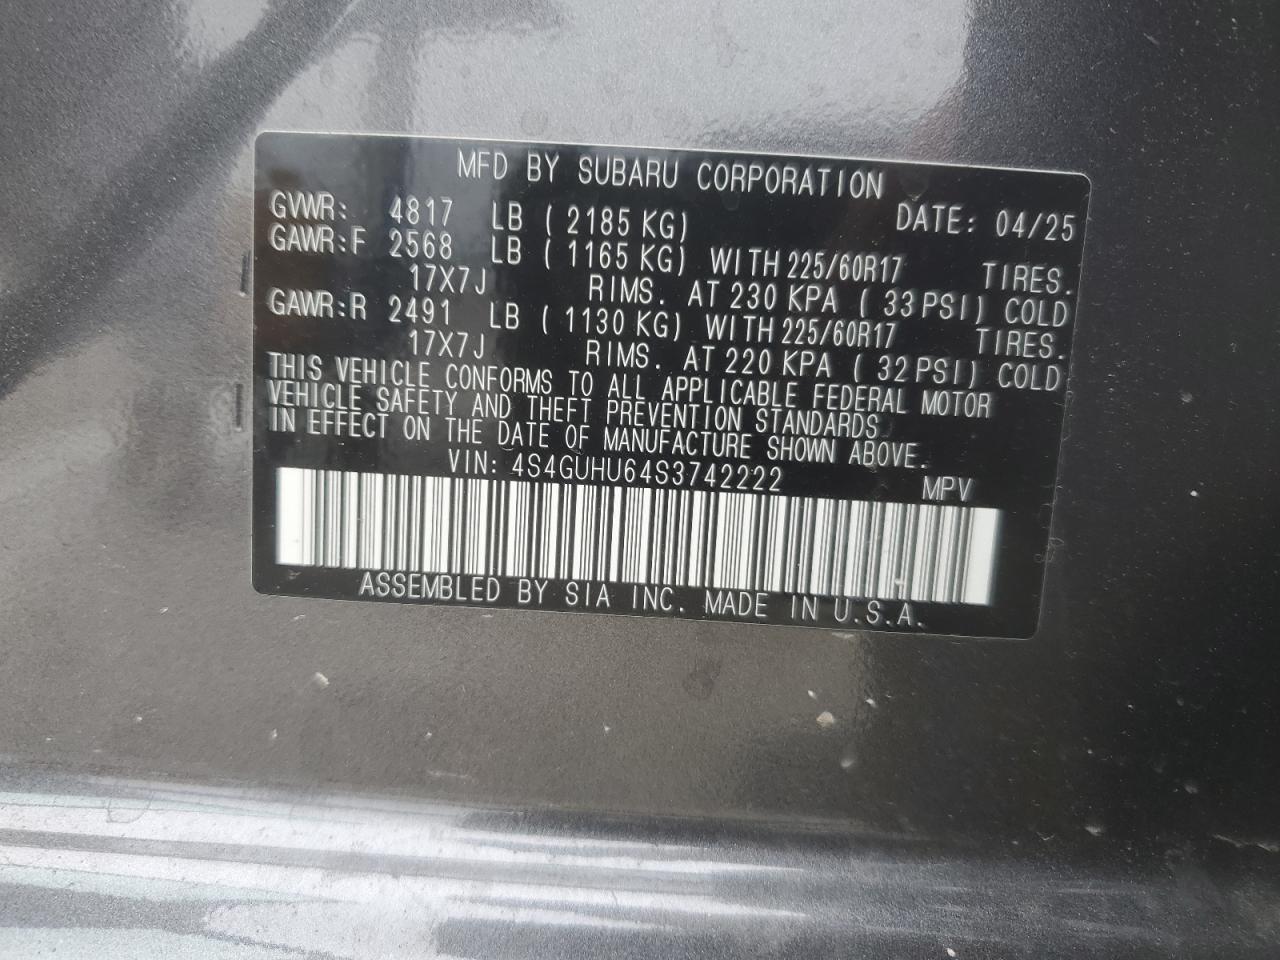 MFD BY SUBARU CORPORATION
GVWR: 4817 LB ( 2185 KG) DATE: 04/25
GAWR:F 2568 LB ( 1165 KG) WITH 225/60R17 TIRES.
17X7J RIMS. AT 230 KPA ( 33 PSI) COLD
GAWR:R 2491 LB ( 1130 KG) WITH 225/60R17 TIRES.
17X7J RIMS. AT 220 KPA ( 32 PSI) COLD
THIS VEHICLE CONFORMS TO ALL APPLICABLE FEDERAL MOTOR
VEHICLE SAFETY AND THEFT PREVENTION STANDARDS
IN EFFECT ON THE DATE OF MANUFACTURE SHOWN ABOVE.
VIN: 4S4GUHU64S3742222 MPV
ASSEMBLED BY SIA INC. MADE IN U.S.A.